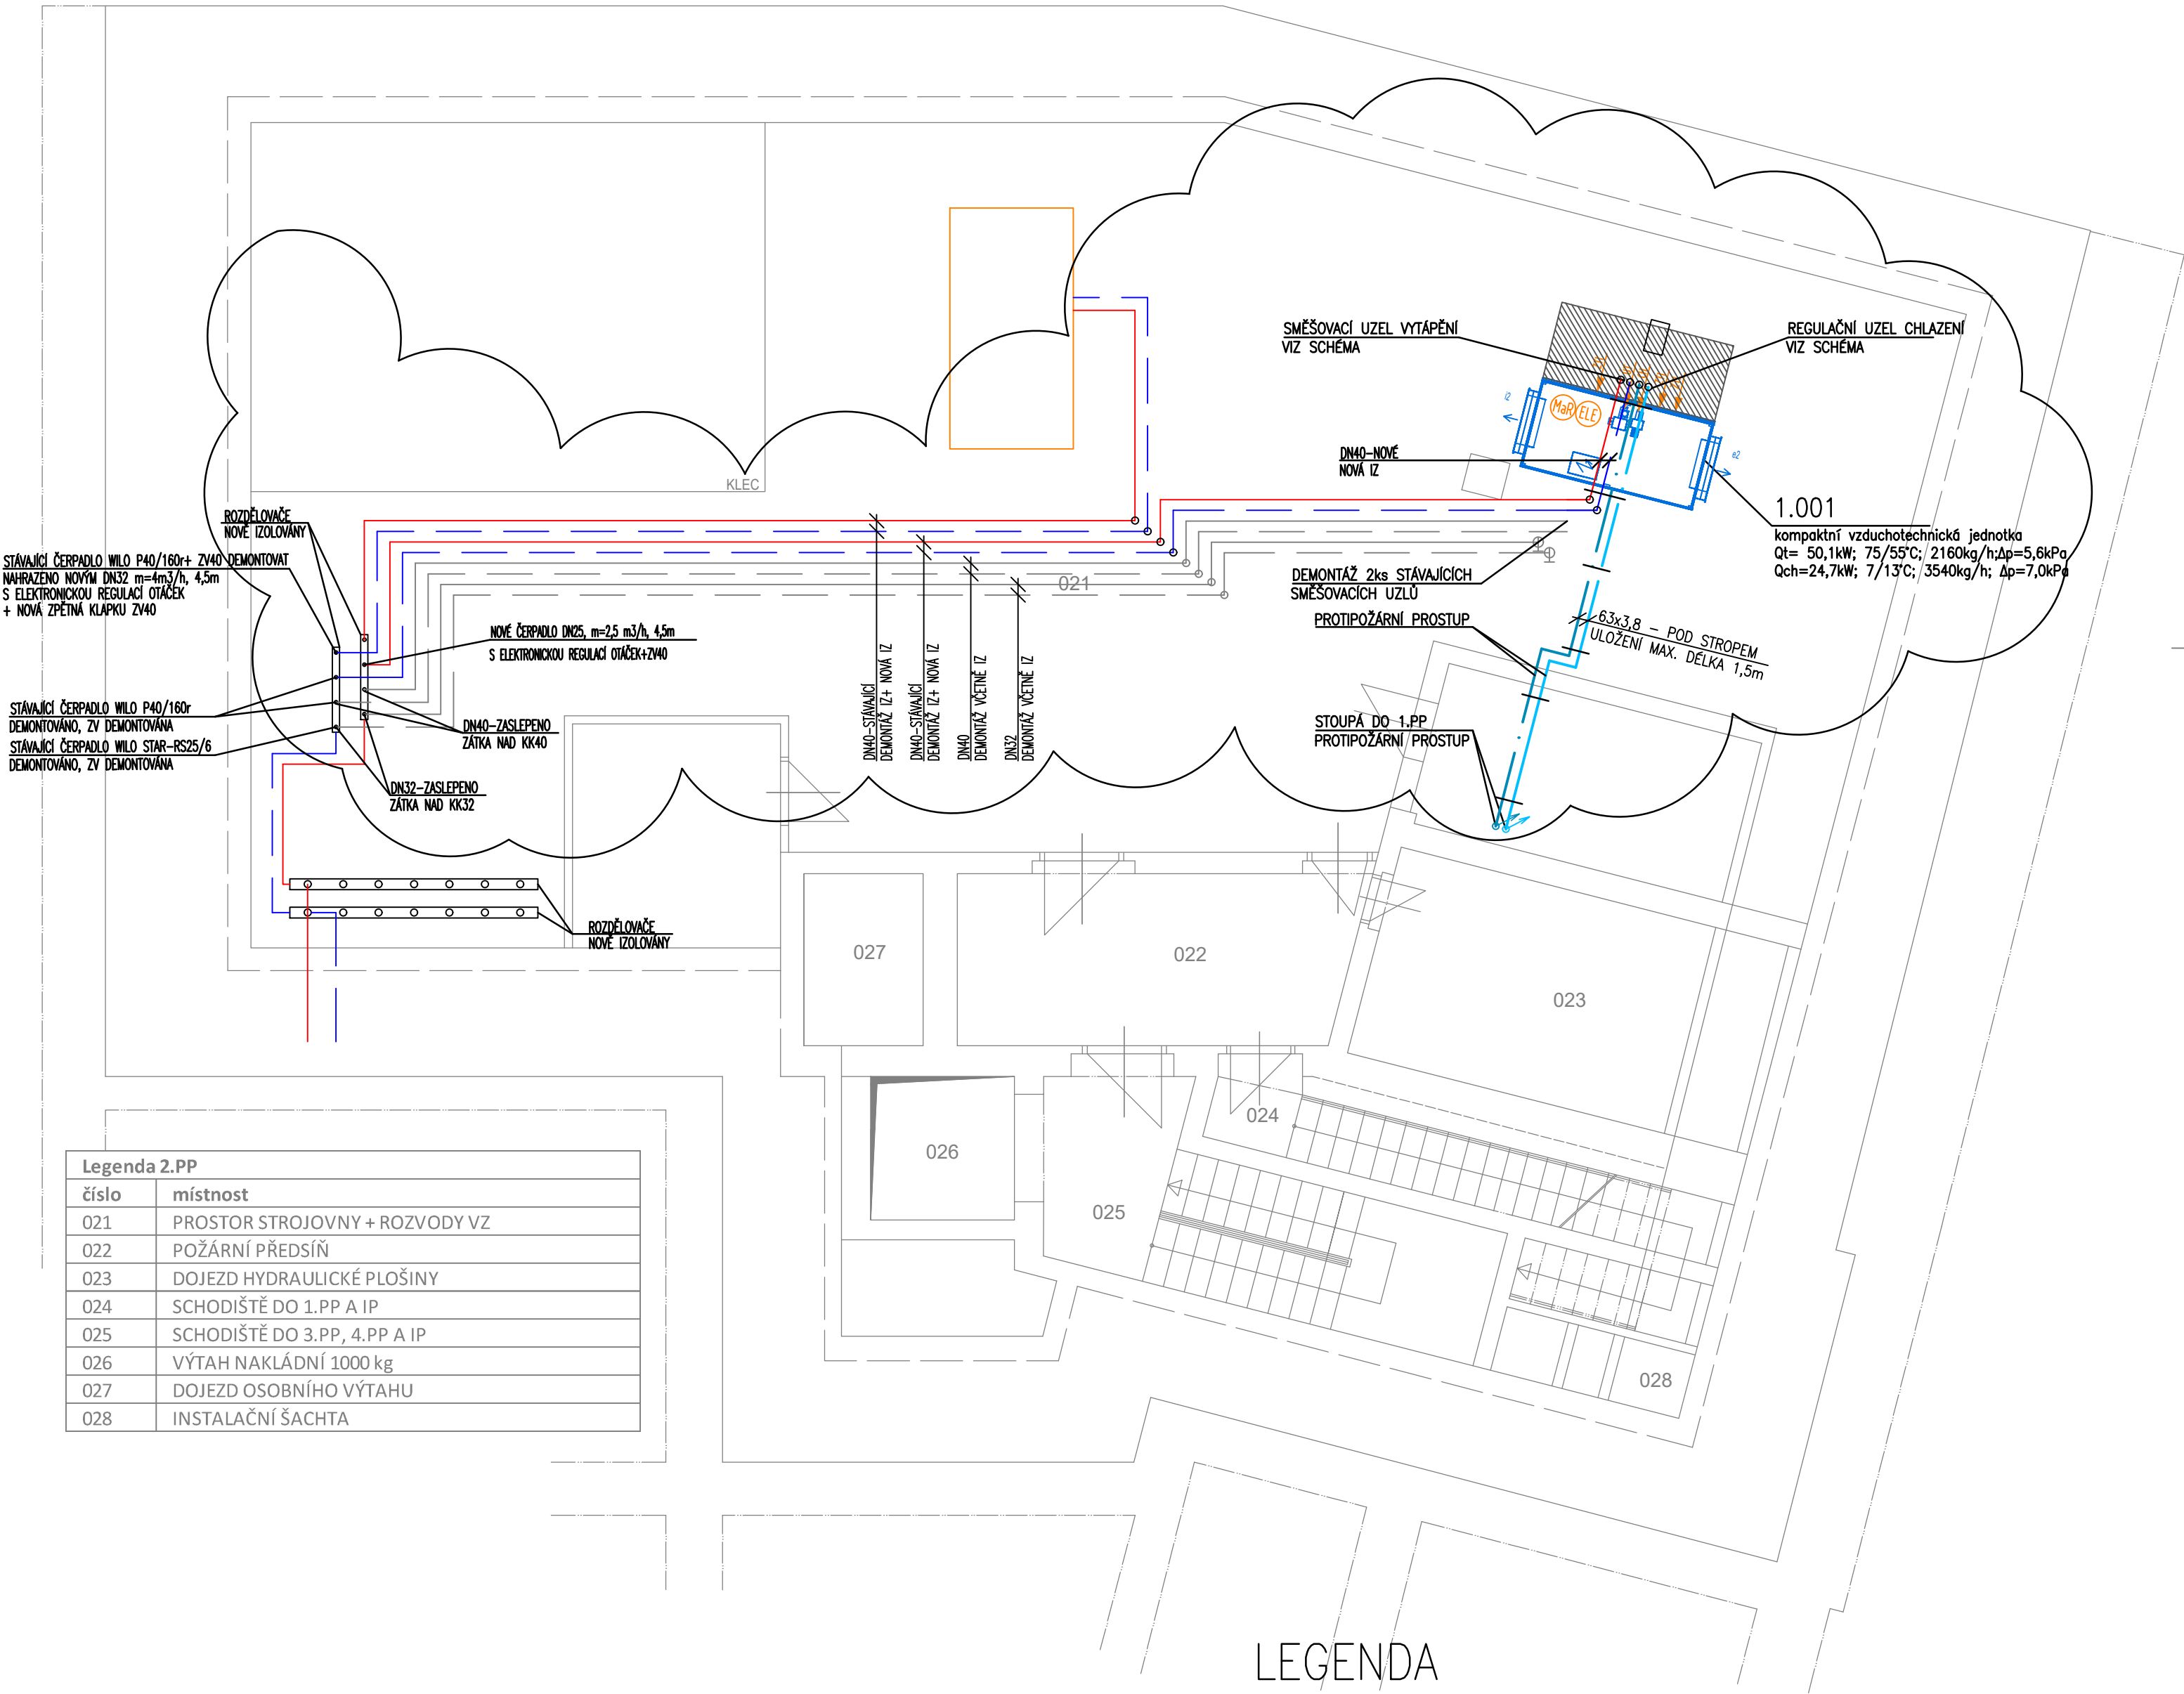 SMĚŠOVACÍ UZEL VYTÁPĚNÍ
VIZ SCHÉMA
REGULAČNÍ UZEL CHLAZENÍ
VIZ SCHÉMA
i2
MaR
ELE
e2
DN40-NOVÉ
NOVÁ IZ
KLEC
1.001
kompaktní vzduchotechnická jednotka
Qt= 50,1kW; 75/55°C; 2160kg/h;Δp=5,6kPa
Qch=24,7kW; 7/13°C; 3540kg/h; Δp=7,0kPa
ROZDĚLOVAČE
NOVĚ IZOLOVÁNY
STÁVAJÍCÍ ČERPADLO WILO P40/160r+ ZV40 DEMONTOVAT
NAHRAZENO NOVÝM DN32 m=4m3/h, 4,5m
S ELEKTRONICKOU REGULACÍ OTÁČEK
+ NOVÁ ZPĚTNÁ KLAPKU ZV40
DEMONTÁŽ 2ks STÁVAJÍCÍCH
SMĚŠOVACÍCH UZLŮ
021
PROTIPOŽÁRNÍ PROSTUP
63x3,8 - POD STROPEM
ULOŽENÍ MAX. DÉLKA 1,5m
NOVÉ ČERPADLO DN25, m=2,5 m3/h, 4,5m
S ELEKTRONICKOU REGULACÍ OTÁČEK+ZV40
DN40-STÁVAJÍCÍ
DEMONTÁŽ IZ+ NOVÁ IZ
DN40-STÁVAJÍCÍ
DEMONTÁŽ IZ+ NOVÁ IZ
DN40
DEMONTÁŽ VČETNĚ IZ
DN32
DEMONTÁŽ VČETNĚ IZ
STÁVAJÍCÍ ČERPADLO WILO P40/160r
DEMONTOVÁNO, ZV DEMONTOVÁNA
STÁVAJÍCÍ ČERPADLO WILO STAR-RS25/6
DEMONTOVÁNO, ZV DEMONTOVÁNA
DN40-ZASLEPENO
ZÁTKA NAD KK40
DN32-ZASLEPENO
ZÁTKA NAD KK32
STOUPÁ DO 1.PP
PROTIPOŽÁRNÍ PROSTUP
ROZDĚLOVAČE
NOVĚ IZOLOVÁNY
027
022
023
024
026
025
028
Legenda 2.PP
číslo místnost
021 PROSTOR STROJOVNY + ROZVODY VZ
022 POŽÁRNÍ PŘEDSÍŇ
023 DOJEZD HYDRAULICKÉ PLOŠINY
024 SCHODIŠTĚ DO 1.PP A IP
025 SCHODIŠTĚ DO 3.PP, 4.PP A IP
026 VÝTAH NAKLÁDNÍ 1000 kg
027 DOJEZD OSOBNÍHO VÝTAHU
028 INSTALAČNÍ ŠACHTA
LEGENDA